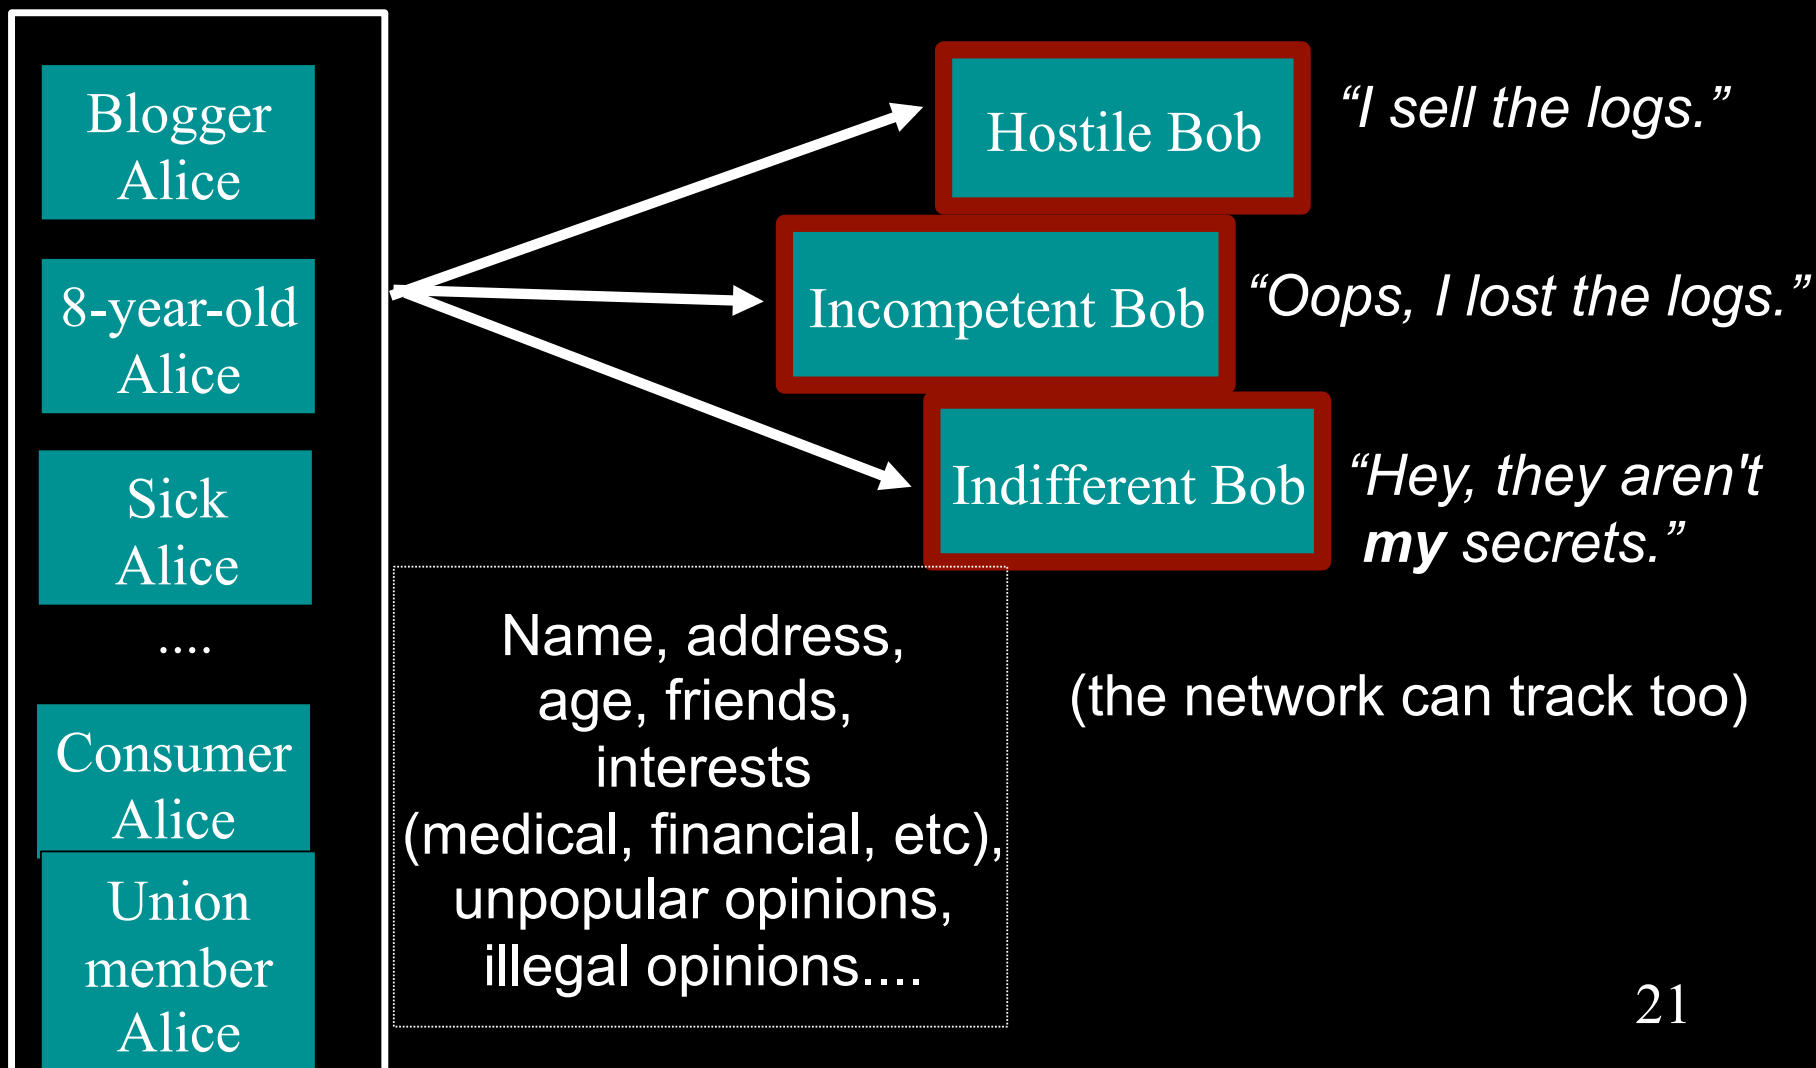 Blogger
Alice
8-year-old
Alice
Sick
Alice
....
Consumer
Alice
Union
member
Alice
Hostile Bob
“I sell the logs.”
Incompetent Bob
“Oops, I lost the logs.”
Indifferent Bob
“Hey, they aren't
my secrets.”
Name, address,
age, friends,
interests
(medical, financial, etc),
unpopular opinions,
illegal opinions....
(the network can track too)
21